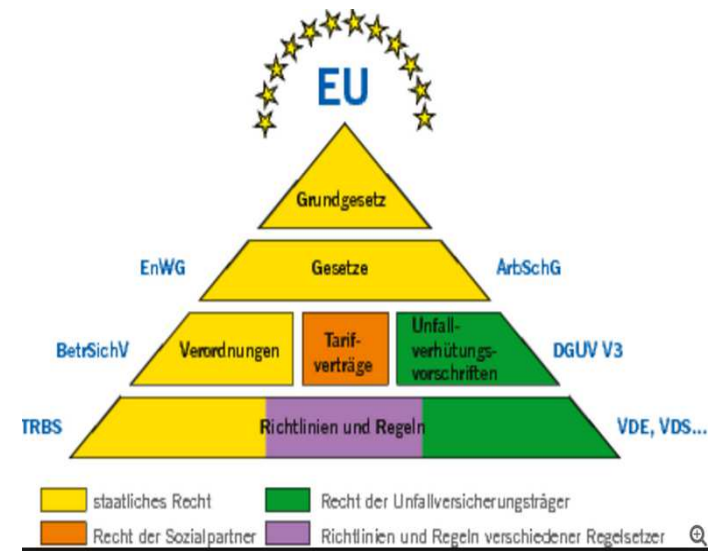 EU
Grundgesetz
EnWG
Gesetze
ArbSchG
BetrSichV
Verordnungen
Tarif-
verträge
Unfall-
verhütungs-
vorschriften
DGUV V3
TRBS
Richtlinien und Regeln
VDE, VDS...
staatliches Recht
Recht der Unfallversicherungsträger
Recht der Sozialpartner
Richtlinien und Regeln verschiedener Regelsetzer